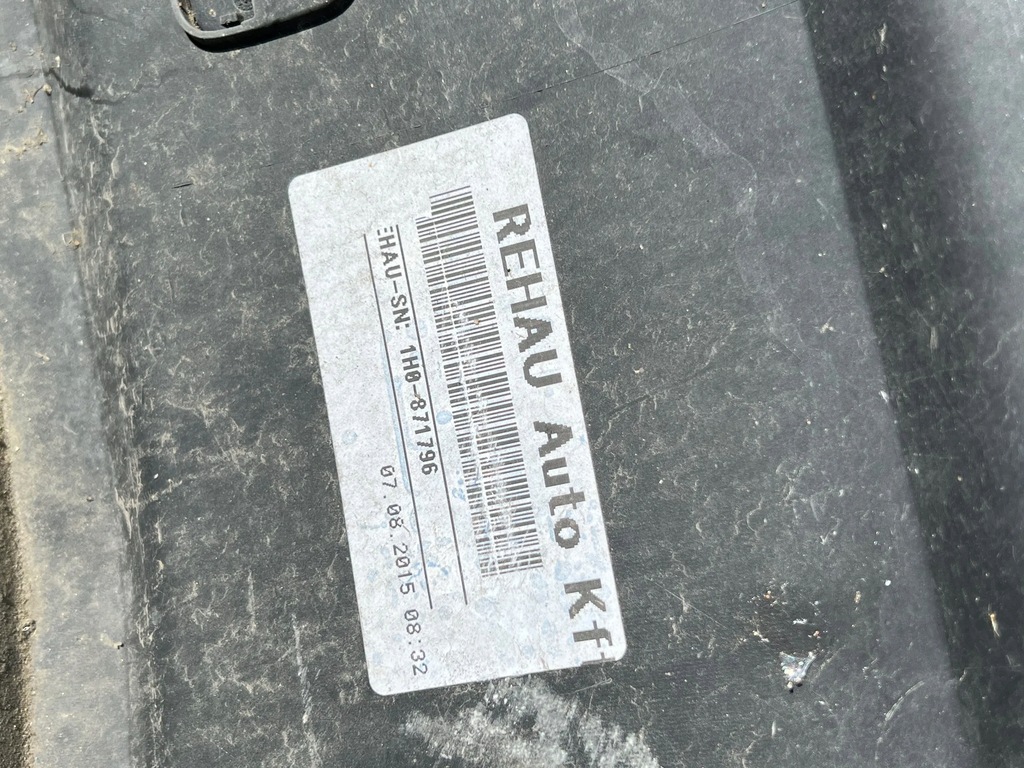 REHAU Auto Kf
EHAU-SN: 1H0-871796
07.08.2015 08:32